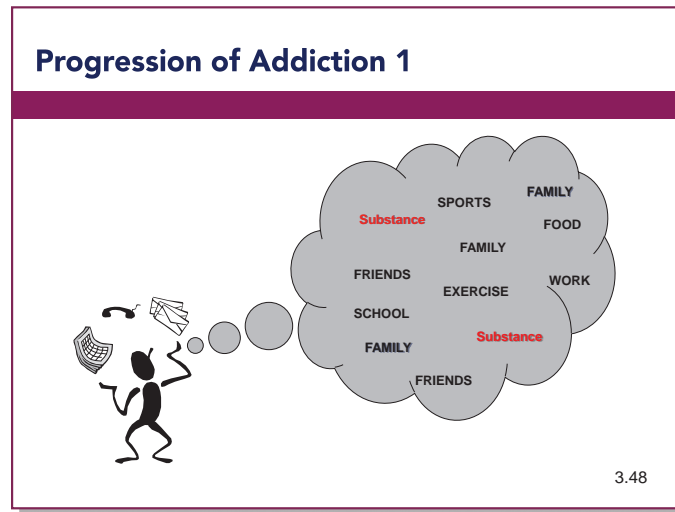 Progression of Addiction 1
SPORTS
FAMILY
Substance
FOOD
FAMILY
FRIENDS
WORK
EXERCISE
SCHOOL
Substance
FAMILY
FRIENDS
3.48